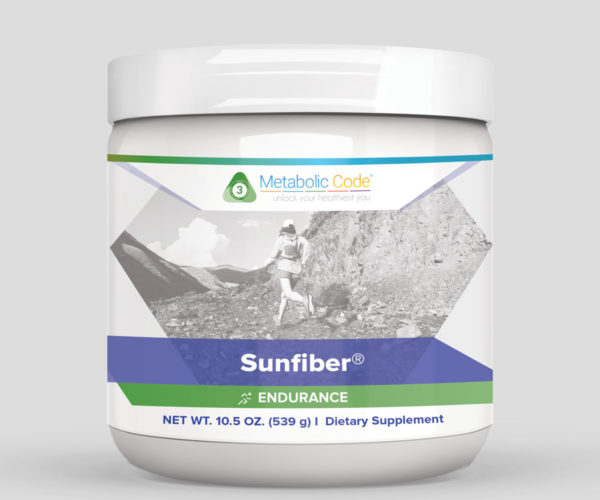 3
Metabolic Code®
unlock your healthiest you
Sunfiber®
ENDURANCE
NET WT. 10.5 OZ. (539 g) I Dietary Supplement